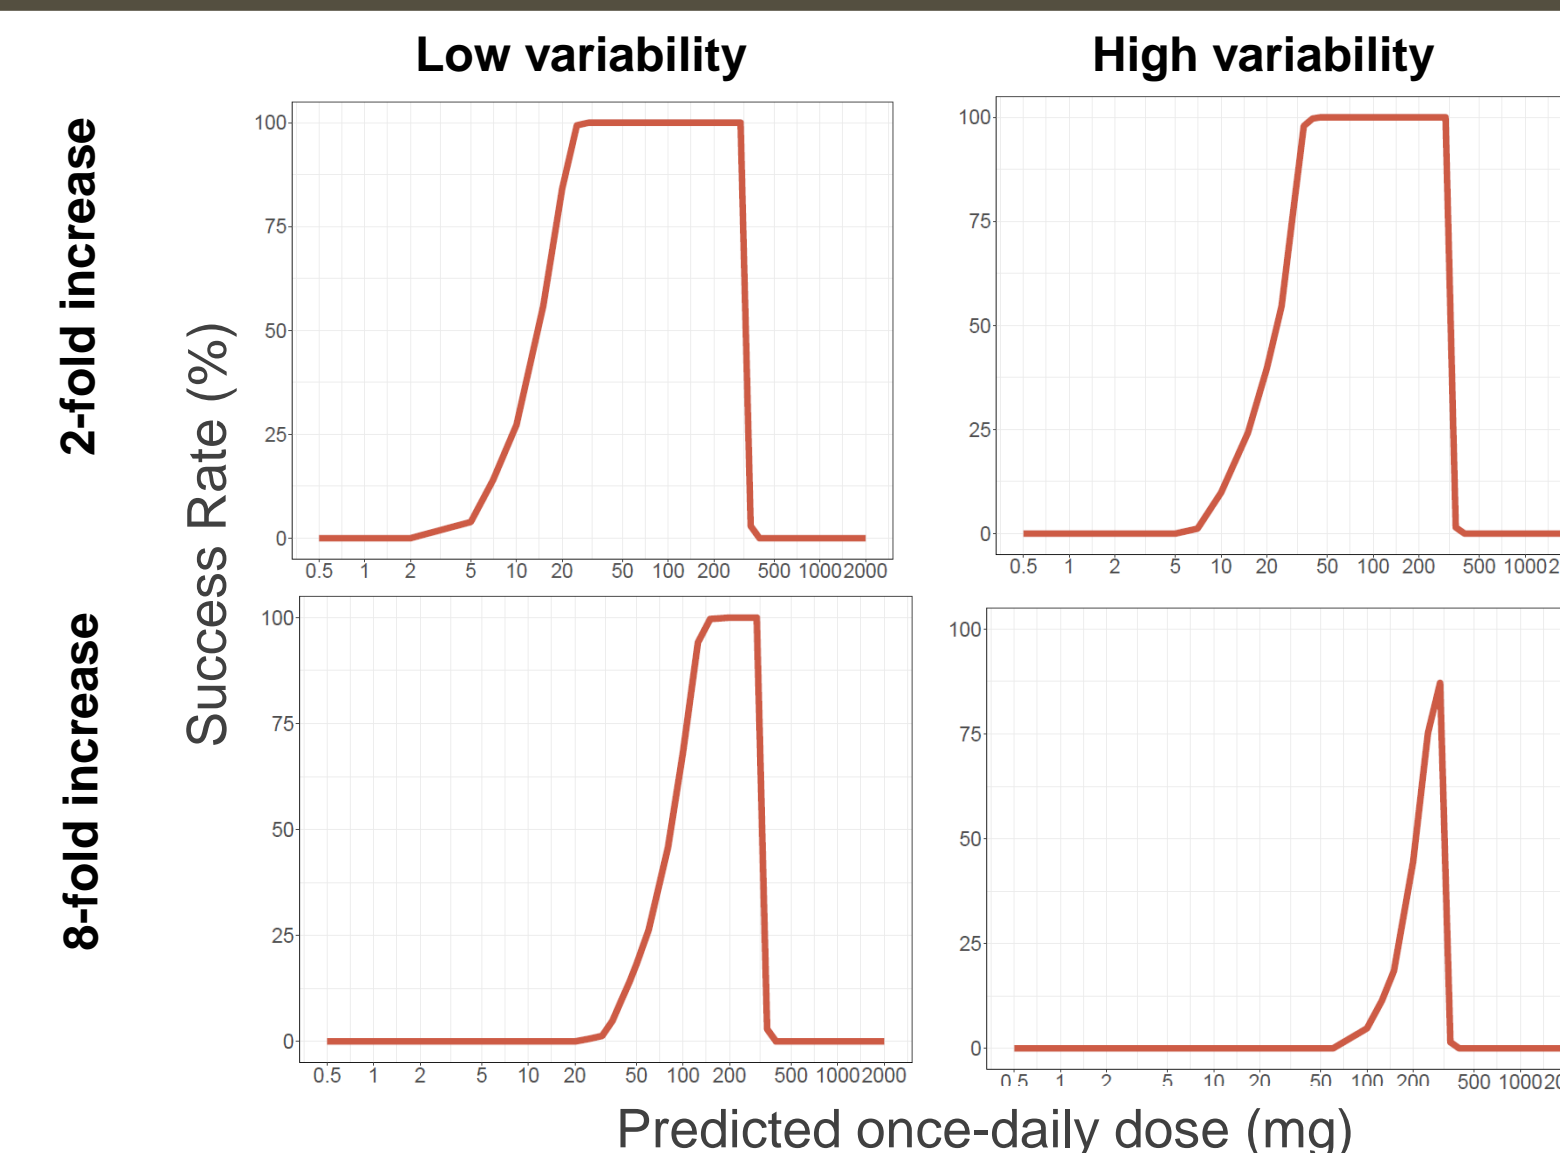 Low variability
High variability
2-fold increase
8-fold increase
Success Rate (%)
100
75
50
25
0
0.5 1 2 5 10 20 50 100 200 500 1000 2000
100
75
50
25
0
0.5 1 2 5 10 20 50 100 200 500 1000 2
100
75
50
25
0
0.5 1 2 5 10 20 50 100 200 500 1000 2000
100
75
50
25
0
0.5 1 2 5 10 20 50 100 200 500 1000 20
Predicted once-daily dose (mg)